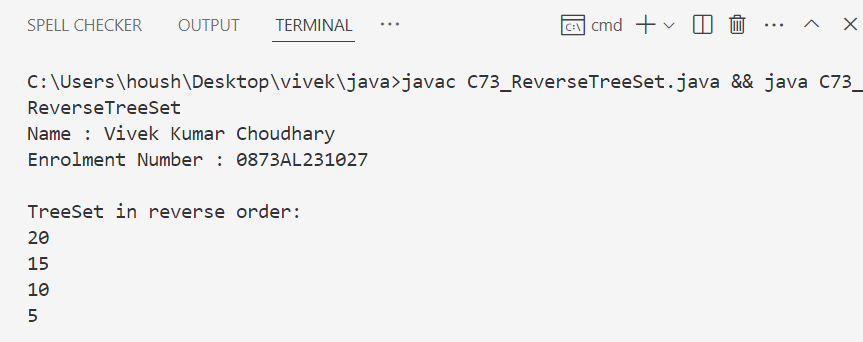 SPELL CHECKER OUTPUT TERMINAL ··· cmd ···
C:\Users\housh\Desktop\vivek\java>javac C73_ReverseTreeSet.java && java C73_
ReverseTreeSet
Name : Vivek Kumar Choudhary
Enrolment Number : 0873AL231027
TreeSet in reverse order:
20
15
10
5